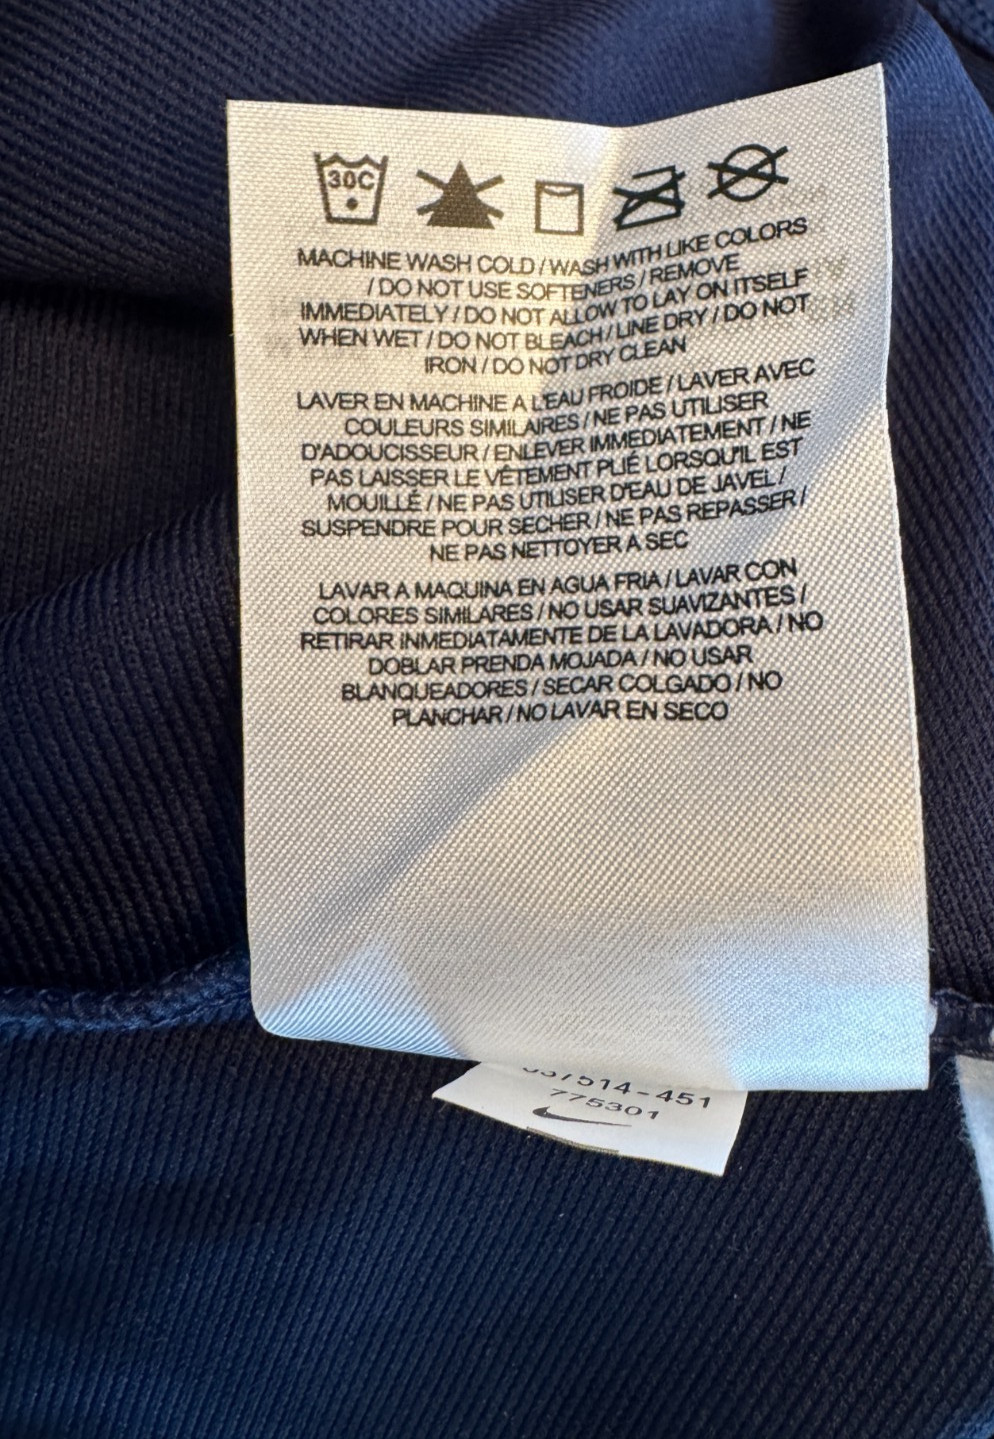 30C
MACHINE WASH COLD / WASH WITH LIKE COLORS
/ DO NOT USE SOFTENERS / REMOVE
IMMEDIATELY / DO NOT ALLOW TO LAY ON ITSELF
WHEN WET / DO NOT BLEACH / LINE DRY / DO NOT
IRON / DO NOT DRY CLEAN
LAVER EN MACHINE A L'EAU FROIDE / LAVER AVEC
COULEURS SIMILAIRES / NE PAS UTILISER
D'ADOUCISSEUR / ENLEVER IMMEDIATEMENT / NE
PAS LAISSER LE VÉTEMENT PLIÉ LORSQU'IL EST
MOUILLÉ / NE PAS UTILISER D'EAU DE JAVEL /
SUSPENDRE POUR SECHER / NE PAS REPASSER /
NE PAS NETTOYER A SEC
LAVAR A MAQUINA EN AGUA FRIA / LAVAR CON
COLORES SIMILARES / NO USAR SUAVIZANTES /
RETIRAR INMEDIATAMENTE DE LA LAVADORA / NO
DOBLAR PRENDA MOJADA / NO USAR
BLANQUEADORES / SECAR COLGADO / NO
PLANCHAR / NO LAVAR EN SECO
775301